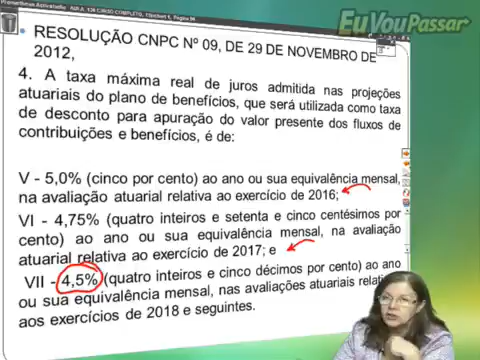 EuVouPassar
RESOLUÇÃO CNPC Nº 09, DE 29 DE NOVEMBRO DE
2012,
4. A taxa máxima real de juros admitida nas projeções
atuariais do plano de benefícios, que será utilizada como taxa
de desconto para apuração do valor presente dos fluxos de
contribuições e benefícios, é de:
V - 5,0% (cinco por cento) ao ano ou sua equivalência mensal,
na avaliação atuarial relativa ao exercício de 2016;
VI - 4,75% (quatro inteiros e setenta e cinco centésimos por
cento) ao ano ou sua equivalência mensal, na avaliação
atuarial relativa ao exercício de 2017; e
VII - 4,5% (quatro inteiros e cinco décimos por cento) ao ano
ou sua equivalência mensal, nas avaliações atuariais
aos exercícios de 2018 e seguintes.